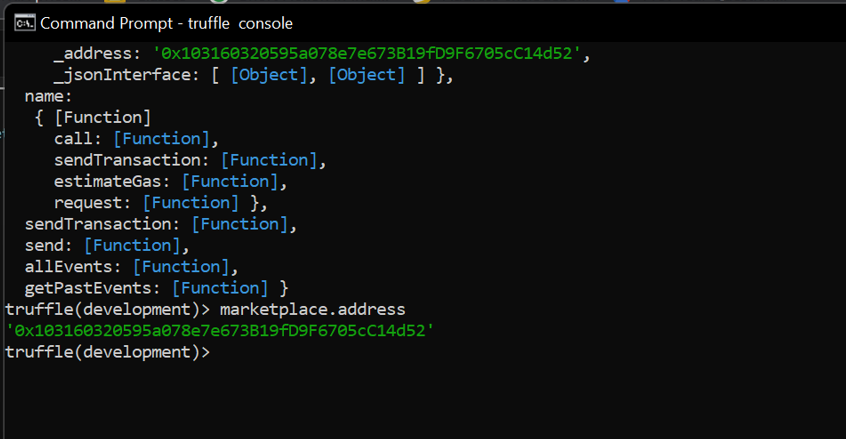 Command Prompt - truffle  console
    _address: '0x103160320595a078e7e673B19fD9F6705cC14d52',
    _jsonInterface: [ [Object], [Object] ] },
  name:
   { [Function]
     call: [Function],
     sendTransaction: [Function],
     estimateGas: [Function],
     request: [Function] },
  sendTransaction: [Function],
  send: [Function],
  allEvents: [Function],
  getPastEvents: [Function] }
truffle(development)> marketplace.address
'0x103160320595a078e7e673B19fD9F6705cC14d52'
truffle(development)>